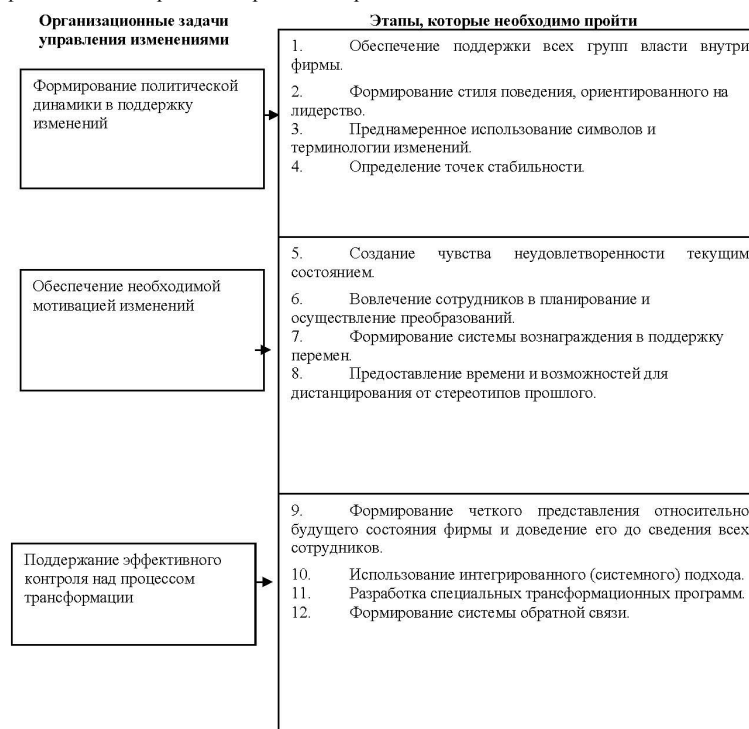 Организационные задачи
управления изменениями
Этапы, которые необходимо пройти
Формирование политической
динамики в поддержку
изменений
1. Обеспечение поддержки всех групп власти внутри
фирмы.
2. Формирование стиля поведения, ориентированного на
лидерство.
3. Преднамеренное использование символов и
терминологии изменений.
4. Определение точек стабильности.
Обеспечение необходимой
мотивацией изменений
5. Создание чувства неудовлетворенности текущим
состоянием.
6. Вовлечение сотрудников в планирование и
осуществление преобразований.
7. Формирование системы вознаграждения в поддержку
перемен.
8. Предоставление времени и возможностей для
дистанцирования от стереотипов прошлого.
Поддержание эффективного
контроля над процессом
трансформации
9. Формирование четкого представления относительно
будущего состояния фирмы и доведение его до сведения всех
сотрудников.
10. Использование интегрированного (системного) подхода.
11. Разработка специальных трансформационных программ.
12. Формирование системы обратной связи.